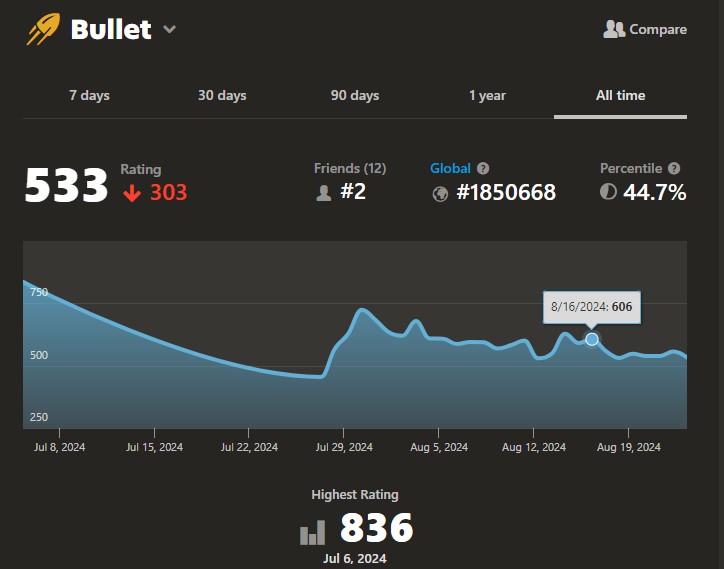 Bullet
Compare
7 days 30 days 90 days 1 year All time
Rating Friends (12) Global ? Percentile ?
533 303 #2 #1850668 44.7%
8/16/2024: 606
750
500
250
Jul 8, 2024 Jul 15, 2024 Jul 22, 2024 Jul 29, 2024 Aug 5, 2024 Aug 12, 2024 Aug 19, 2024
Highest Rating
836
Jul 6, 2024